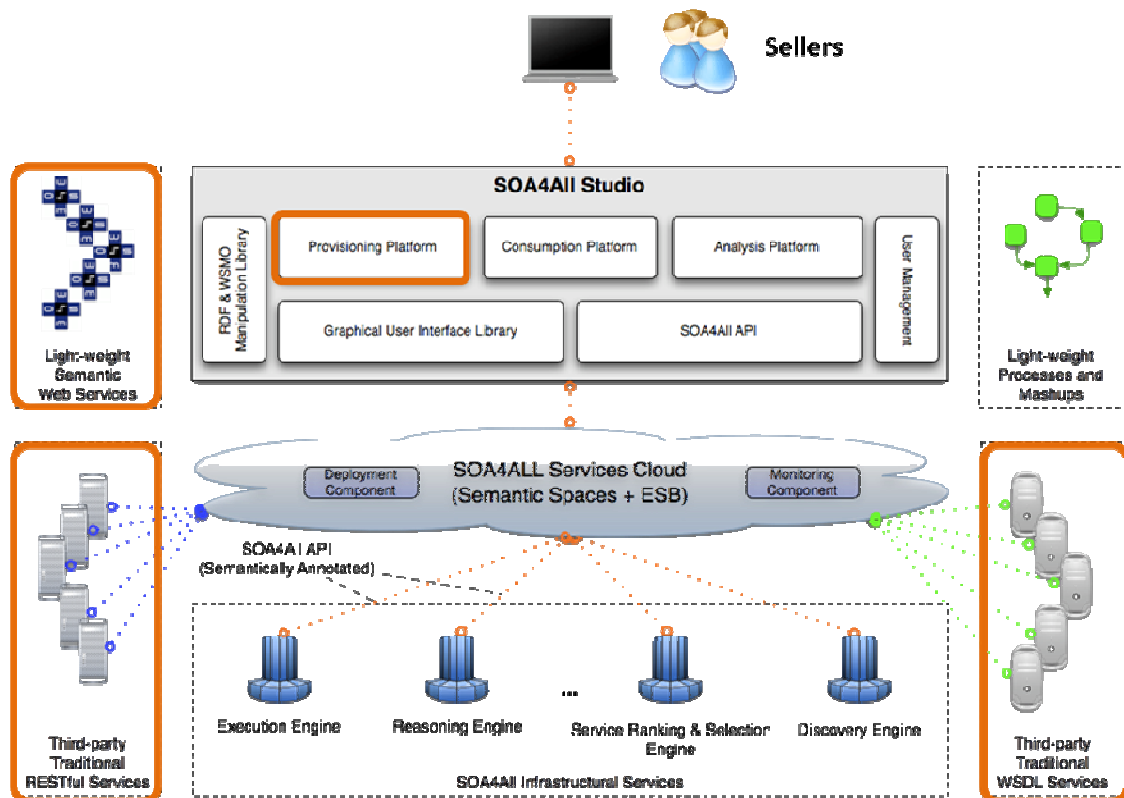 Sellers
SOA4All Studio
RDF & WSMO
Manipulation Library
Provisioning Platform
Consumption Platform
Analysis Platform
User Management
Graphical User Interface Library
SOA4All API
Light-weight
Semantic
Web Services
Light-weight
Processes and
Mashups
SOA4ALL Services Cloud
(Semantic Spaces + ESB)
Deployment
Component
Monitoring
Component
SOA4All API
(Semantically Annotated)
Execution Engine
Reasoning Engine
...
Service Ranking & Selection
Engine
Discovery Engine
SOA4All Infrastructural Services
Third-party
Traditional
RESTful Services
Third-party
Traditional
WSDL Services